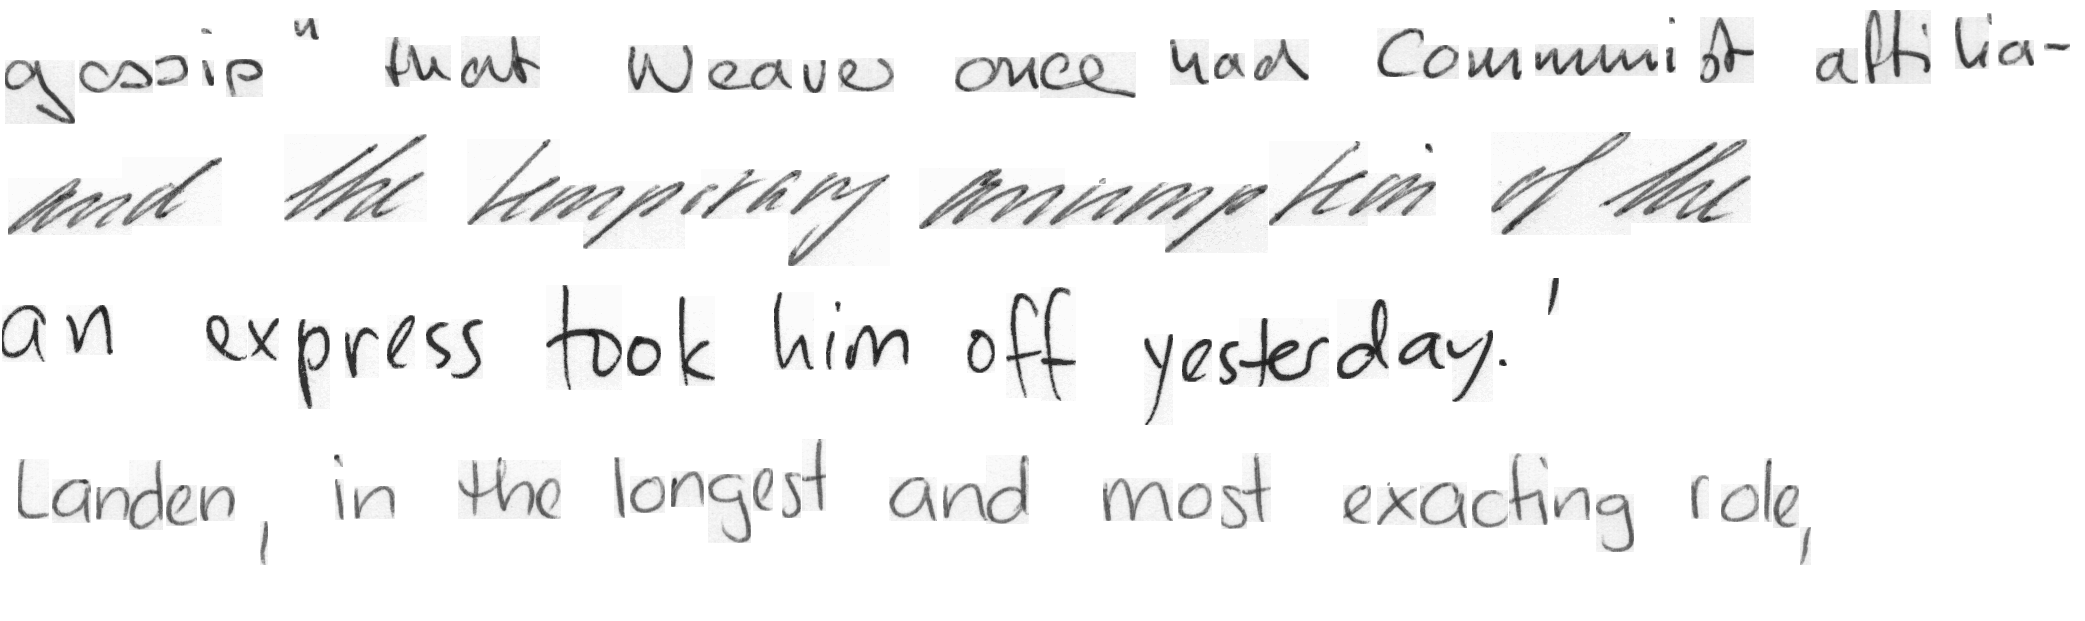 gossip" that Weaver once had Communist affilia-
and the temporary assumption of the
an express took him off yesterday.'
Landen, in the longest and most exacting role,